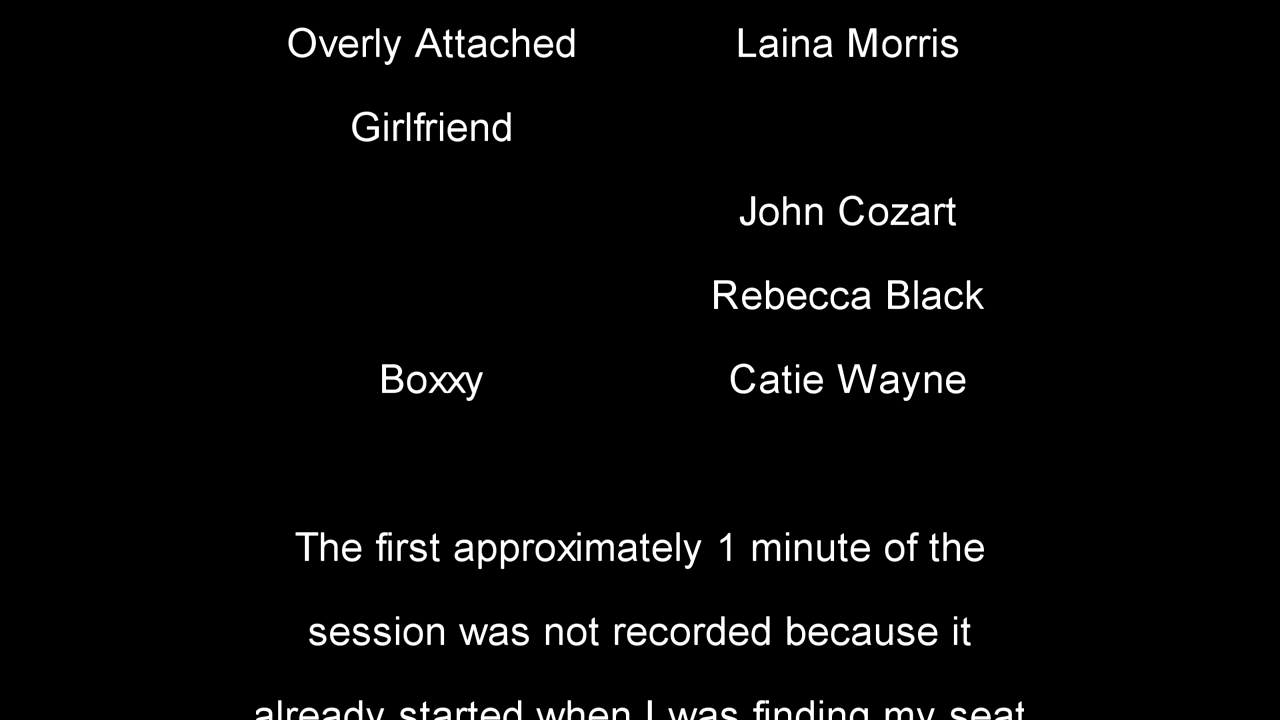 Overly Attached Laina Morris
Girlfriend
John Cozart
Rebecca Black
Boxxy Catie Wayne
The first approximately 1 minute of the
session was not recorded because it
already started when I was finding my seat